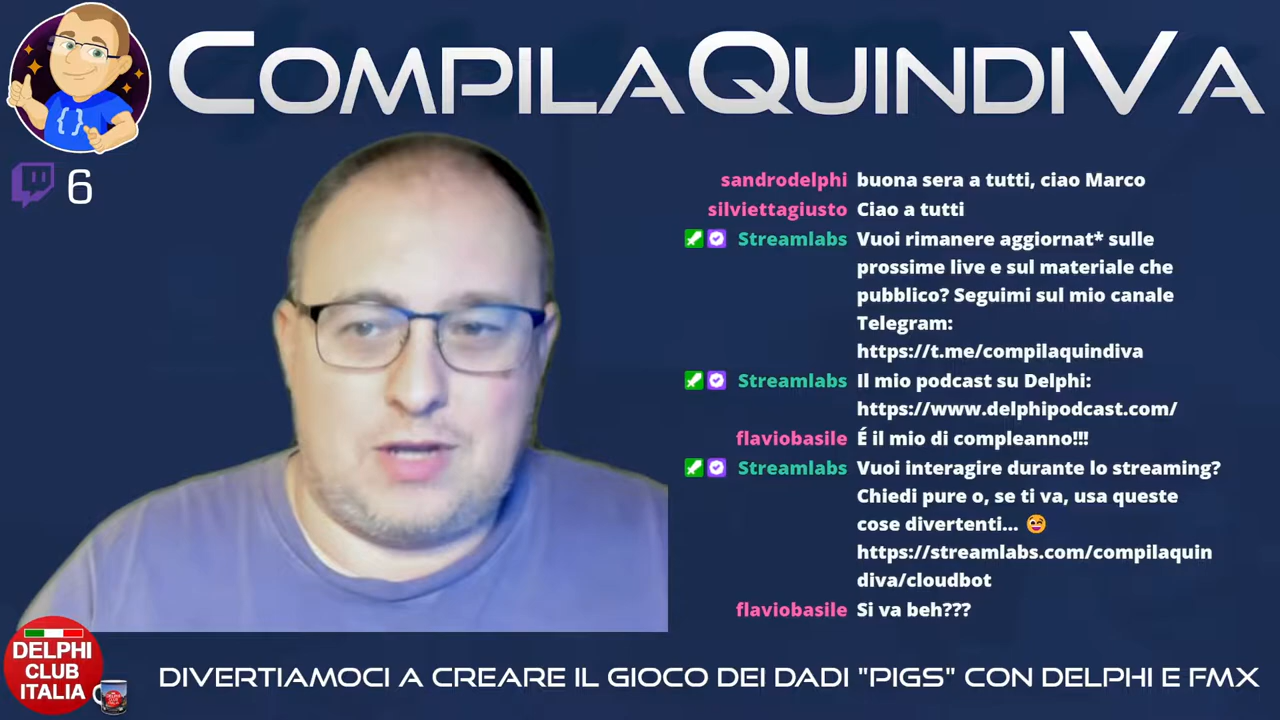 COMPILAQUINDIVA
{ }
6
sandrodelphi buona sera a tutti, ciao Marco
silviettagiusto Ciao a tutti
Streamlabs Vuoi rimanere aggiornat* sulle
prossime live e sul materiale che
pubblico? Seguimi sul mio canale
Telegram:
https://t.me/compilaquindiva
Streamlabs Il mio podcast su Delphi:
https://www.delphipodcast.com/
flaviobasile É il mio di compleanno!!!
Streamlabs Vuoi interagire durante lo streaming?
Chiedi pure o, se ti va, usa queste
cose divertenti...
https://streamlabs.com/compilaquin
diva/cloudbot
flaviobasile Si va beh???
DELPHI
CLUB
ITALIA
DIVERTIAMOCI A CREARE IL GIOCO DEI DADI "PIGS" CON DELPHI E FMX